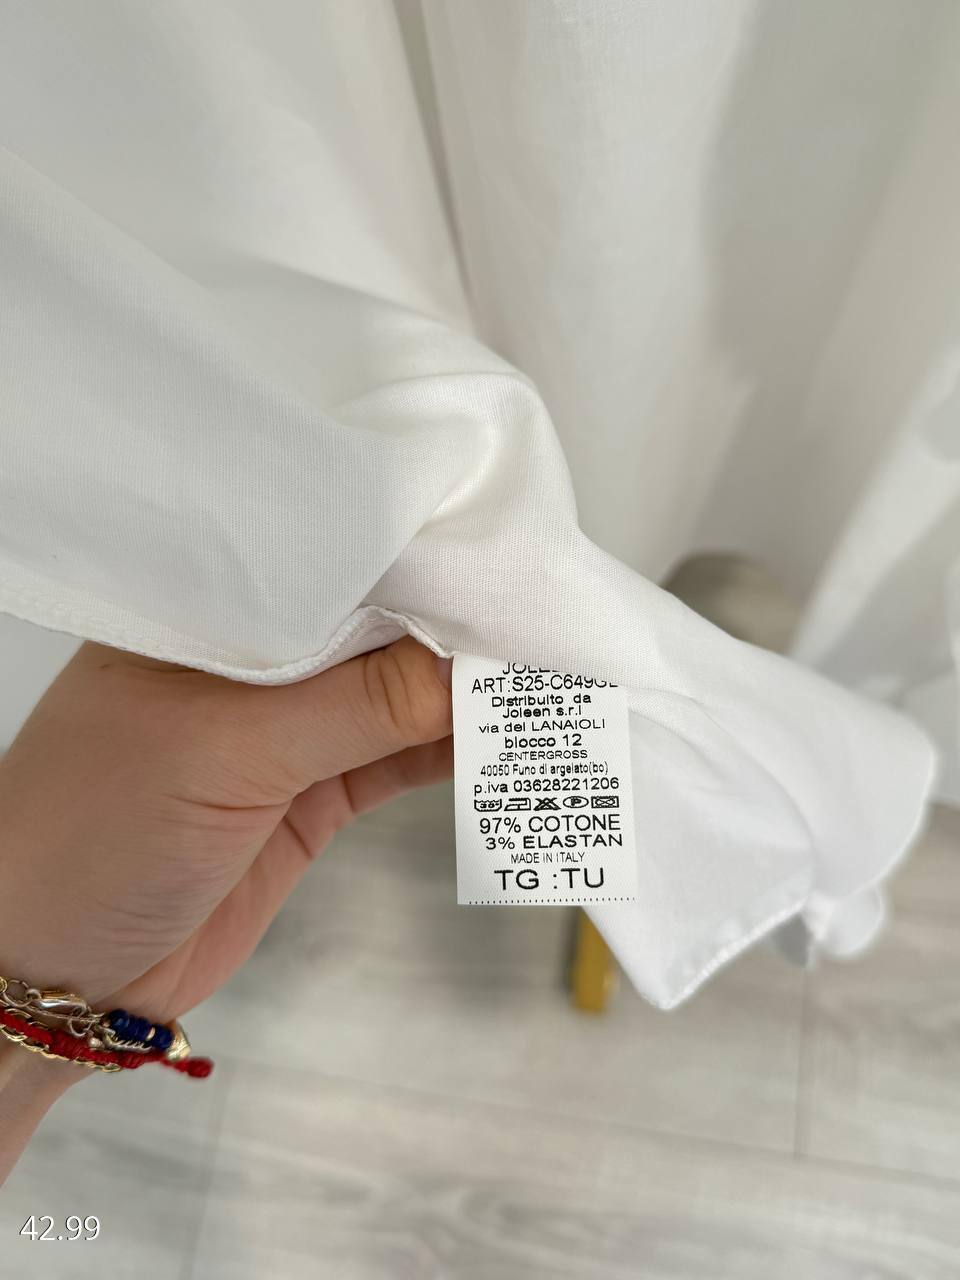 ART:S25-C649GL
Distribuito da
Joleen s.r.l
via dei LANAIOLI
blocco 12
CENTERGROSS
40050 Funo di argelato(bo)
p.iva 03628221206
97% COTONE
3% ELASTAN
MADE IN ITALY
TG :TU
42.99